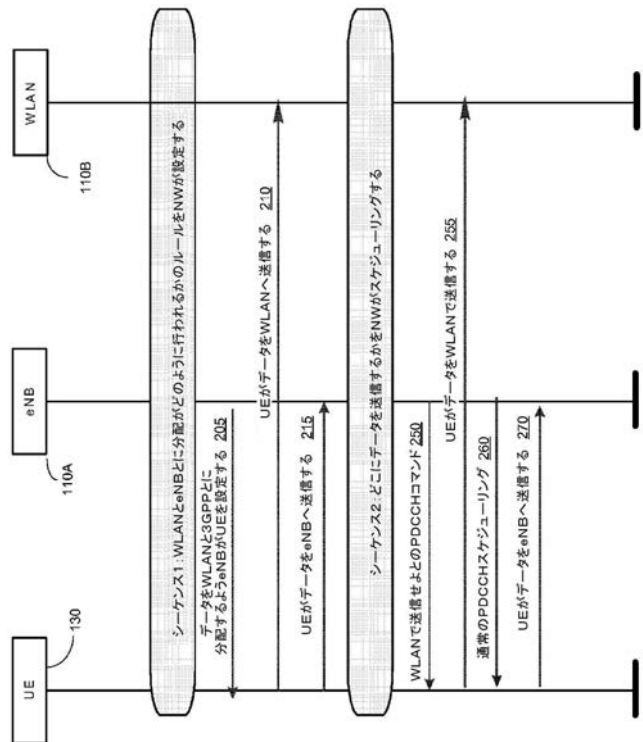 UE
130
eNB
110A
WLAN
110B
シーケンス1:WLANとeNBとに分配がどのように行われるかのルールをNWが設定する
データをWLANと3GPPとに
分配するようeNBがUEを設定する 205
UEがデータをWLANへ送信する 210
UEがデータをeNBへ送信する 215
シーケンス2:どこにデータを送信するかをNWがスケジューリングする
WLANで送信せよとのPDCCHコマンド 250
UEがデータをWLANで送信する 255
通常のPDCCHスケジューリング 260
UEがデータをeNBへ送信する 270